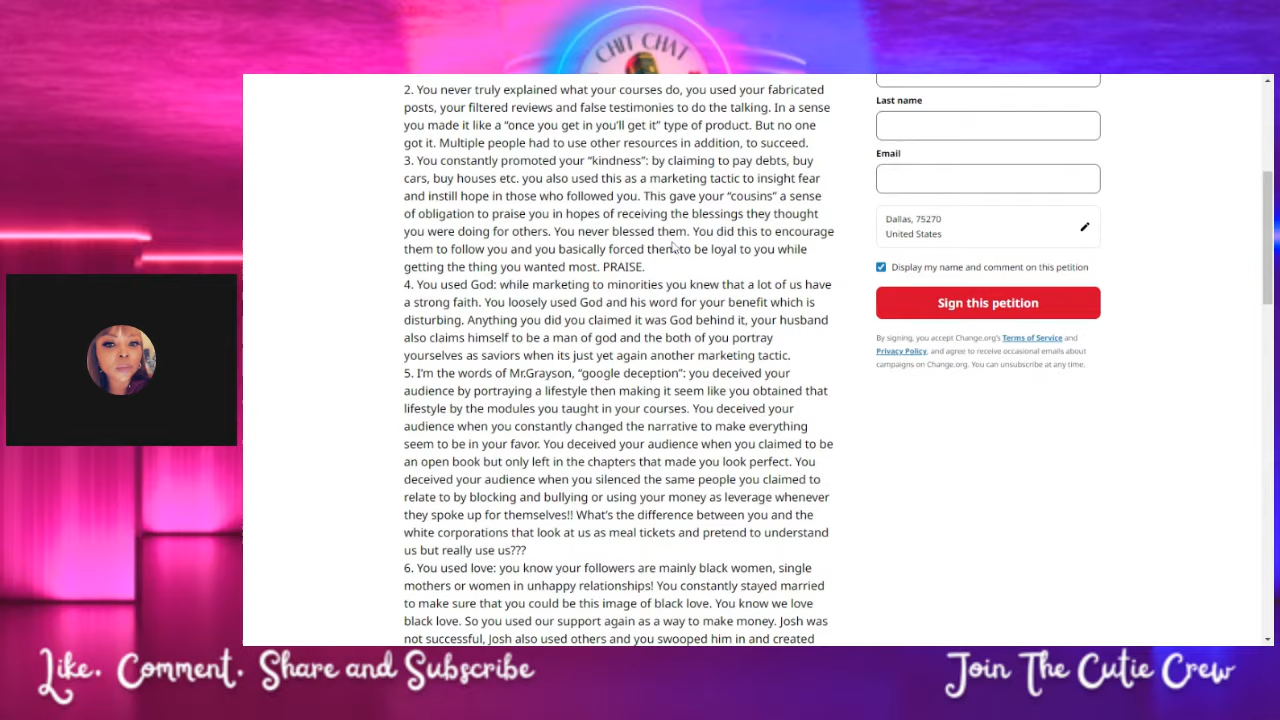 CHIT CHAT
2. You never truly explained what your courses do, you used your fabricated
posts, your filtered reviews and false testimonies to do the talking. In a sense
you made it like a “once you get in you’ll get it” type of product. But no one
got it. Multiple people had to use other resources in addition, to succeed.
3. You constantly promoted your “kindness”: by claiming to pay debts, buy
cars, buy houses etc. you also used this as a marketing tactic to insight fear
and instill hope in those who followed you. This gave your “cousins” a sense
of obligation to praise you in hopes of receiving the blessings they thought
you were doing for others. You never blessed them. You did this to encourage
them to follow you and you basically forced them to be loyal to you while
getting the thing you wanted most. PRAISE.
4. You used God: while marketing to minorities you knew that a lot of us have
a strong faith. You loosely used God and his word for your benefit which is
disturbing. Anything you did you claimed it was God behind it, your husband
also claims himself to be a man of god and the both of you portray
yourselves as saviors when its just yet again another marketing tactic.
5. I’m the words of Mr.Grayson, “google deception”: you deceived your
audience by portraying a lifestyle then making it seem like you obtained that
lifestyle by the modules you taught in your courses. You deceived your
audience when you constantly changed the narrative to make everything
seem to be in your favor. You deceived your audience when you claimed to be
an open book but only left in the chapters that made you look perfect. You
deceived your audience when you silenced the same people you claimed to
relate to by blocking and bullying or using your money as leverage whenever
they spoke up for themselves!! What’s the difference between you and the
white corporations that look at us as meal tickets and pretend to understand
us but really use us???
6. You used love: you know your followers are mainly black women, single
mothers or women in unhappy relationships! You constantly stayed married
to make sure that you could be this image of black love. You know we love
black love. So you used our support again as a way to make money. Josh was
not successful, Josh also used others and you swooped him in and created
Last name
Email
Dallas, 75270
United States
Display my name and comment on this petition
Sign this petition
By signing, you accept Change.org’s Terms of Service and
Privacy Policy, and agree to receive occasional emails about
campaigns on Change.org. You can unsubscribe at any time.
Like. Comment. Share and Subscribe
Join The Cutie Crew